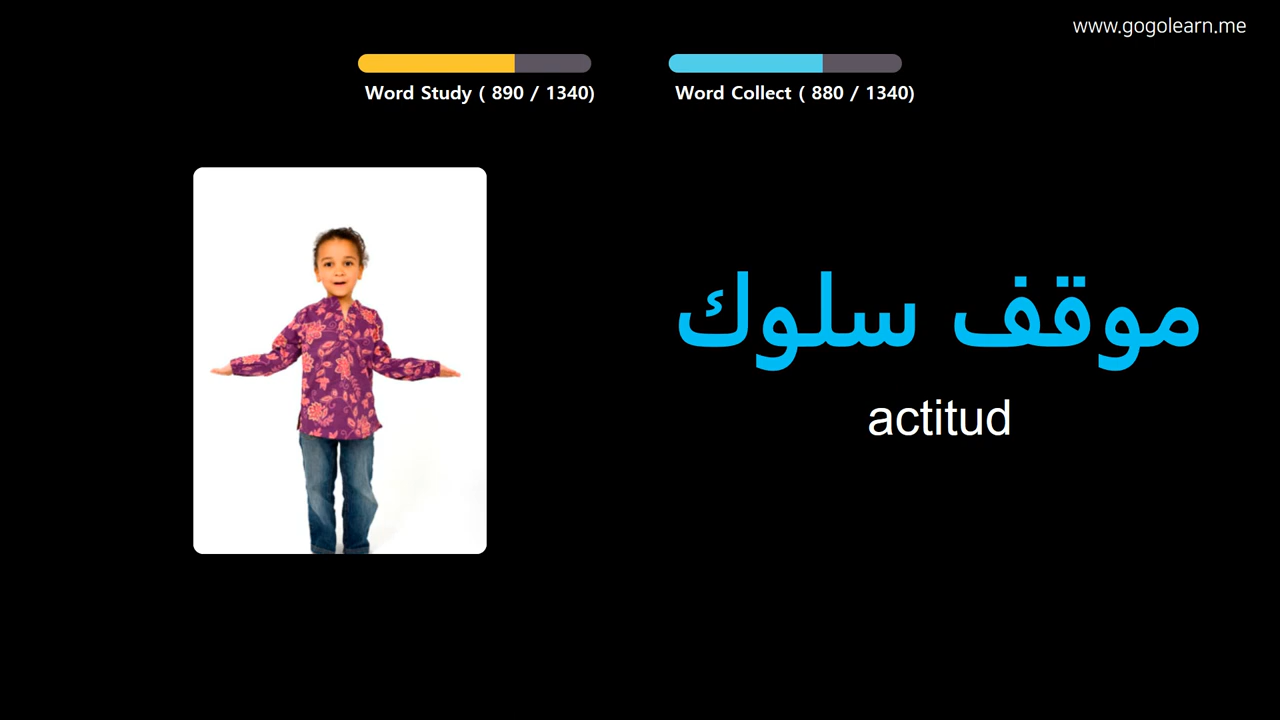 www.gogolearn.me
Word Study ( 890 / 1340)
Word Collect ( 880 / 1340)
موقف سلوك
actitud